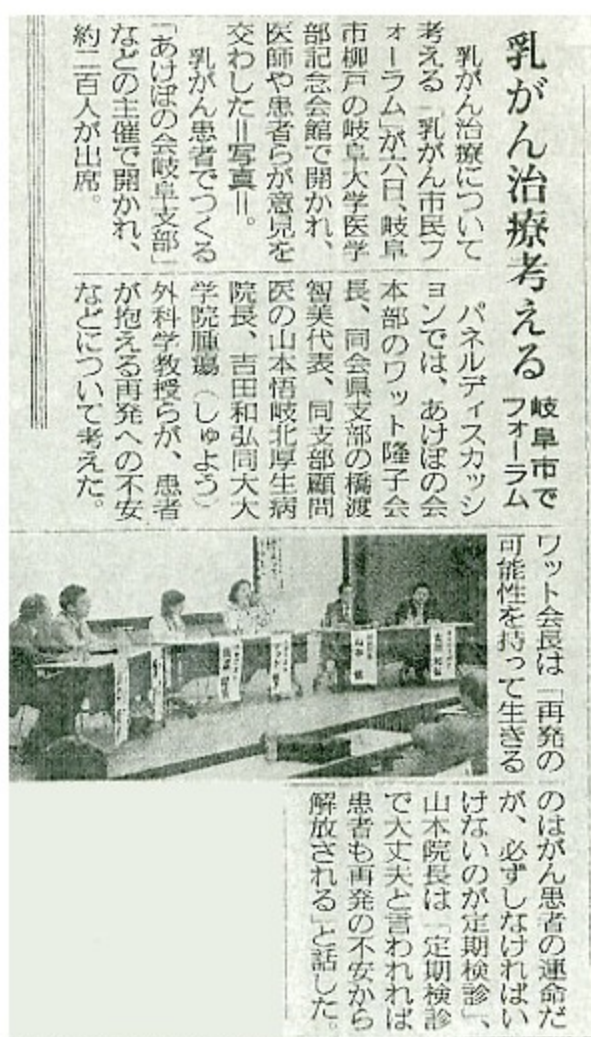 乳がん治療考える
岐阜市で
フォーラム
乳がん治療について
考える「乳がん市民フ
ォーラム」が六日、岐阜
市柳戸の岐阜大学医学
部記念会館で開かれ、
医師や患者らが意見を
交わした＝写真＝。
乳がん患者でつくる
「あけぼの会岐阜支部」
などの主催で開かれ、
約二百人が出席。
パネルディスカッシ
ョンでは、あけぼの会
本部のワット隆子会
長、同会県支部の橋渡
智美代表、同支部顧問
医の山本悟岐北厚生病
院長、吉田和弘同大大
学院腫瘍（しゅよう）
外科学教授らが、患者
が抱える再発への不安
などについて考えた。
ワット会長は「再発の
可能性を持って生きる
のはがん患者の運命だ
が、必ずしなければい
けないのが定期検診」、
山本院長は「定期検診
で大丈夫と言われれば
患者も再発の不安から
解放される」と話した。